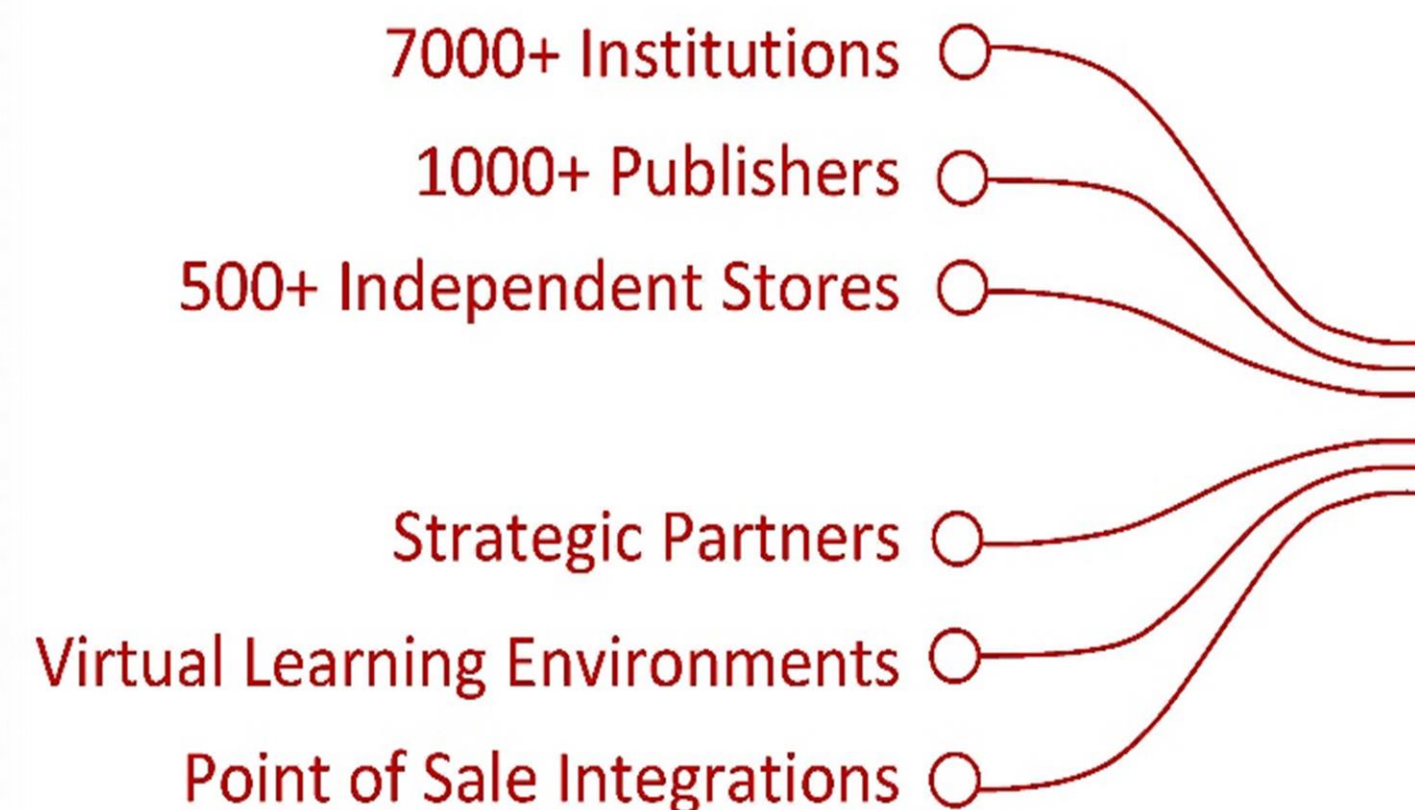 7000+ Institutions
1000+ Publishers
500+ Independent Stores
Strategic Partners
Virtual Learning Environments
Point of Sale Integrations